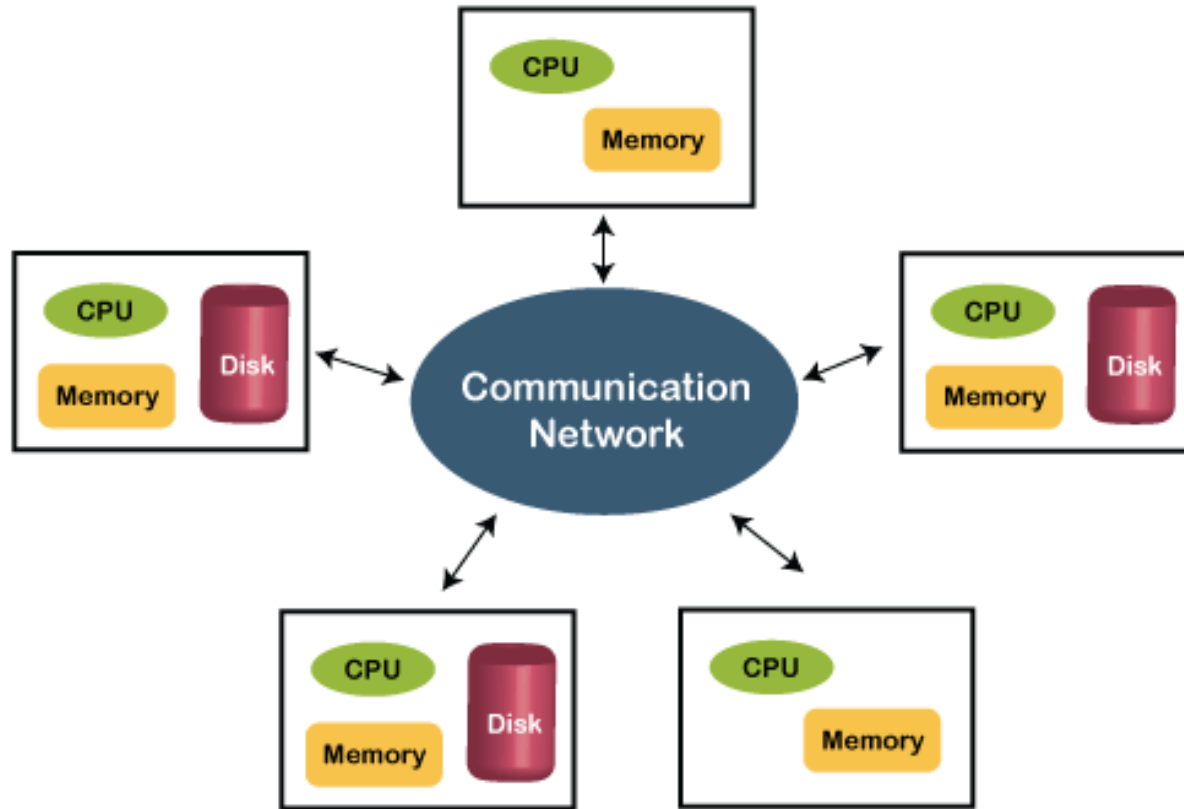 CPU
Memory
CPU
Memory
Disk
Communication
Network
CPU
Memory
Disk
CPU
Memory
Disk
CPU
Memory